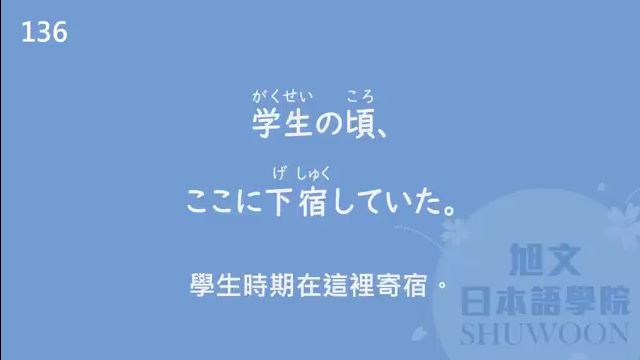 136
がくせい ころ
学生の頃、
げ しゅく
ここに下宿していた。
學生時期在這裡寄宿。
旭文
日本語學院
SHUWOON